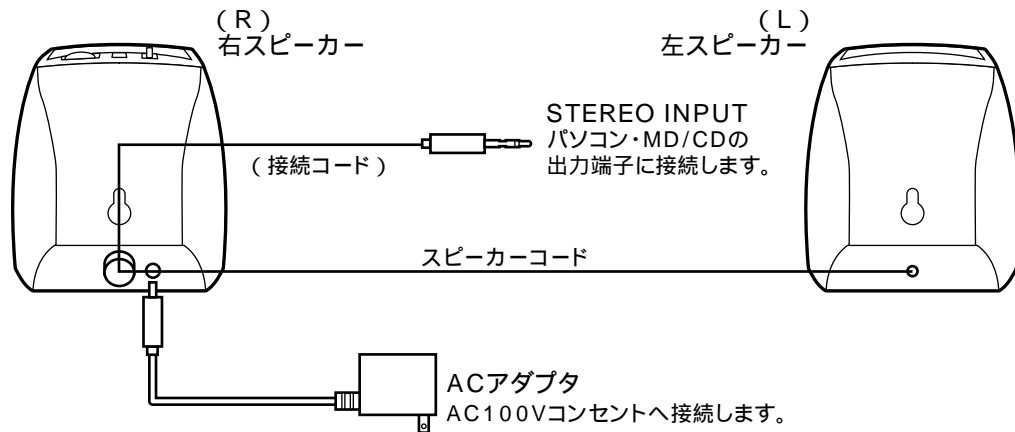 (R)
右スピーカー
(L)
左スピーカー
STEREO INPUT
パソコン・MD/CDの
出力端子に接続します。
(接続コード)
スピーカーコード
ACアダプタ
AC100Vコンセントへ接続します。